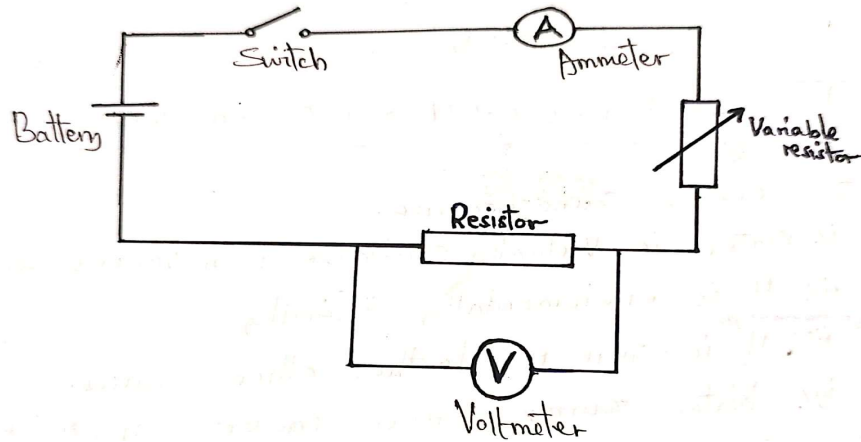 A
Switch
Ammeter
Battery
Variable
resistor
Resistor
V
Voltmeter